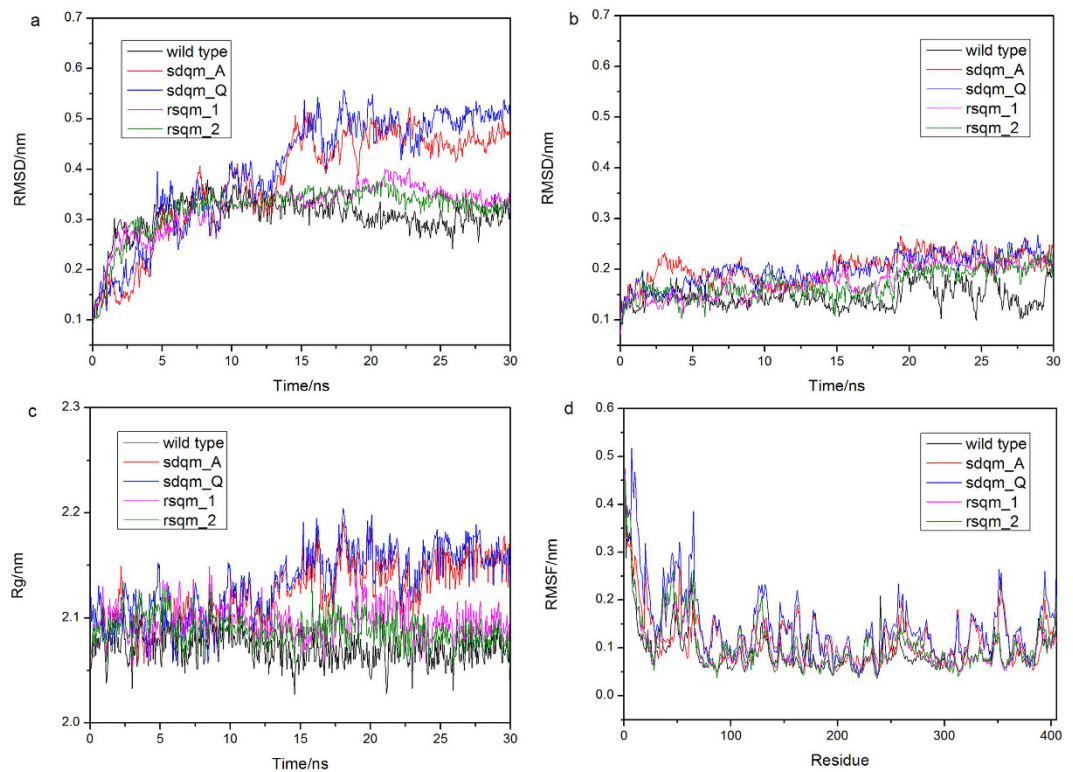 a
0.7
0.6
0.5
0.4
0.3
0.2
0.1
RMSD/nm
wild type
sdqm_A
sdqm_Q
rsqm_1
rsqm_2
0 5 10 15 20 25 30
Time/ns
b
0.7
0.6
0.5
0.4
0.3
0.2
0.1
RMSD/nm
wild type
sdqm_A
sdqm_Q
rsqm_1
rsqm_2
0 5 10 15 20 25 30
Time/ns
c
2.3
2.2
2.1
2.0
Rg/nm
wild type
sdqm_A
sdqm_Q
rsqm_1
rsqm_2
0 5 10 15 20 25 30
Time/ns
d
0.6
0.5
0.4
0.3
0.2
0.1
0.0
RMSF/nm
wild type
sdqm_A
sdqm_Q
rsqm_1
rsqm_2
0 100 200 300 400
Residue